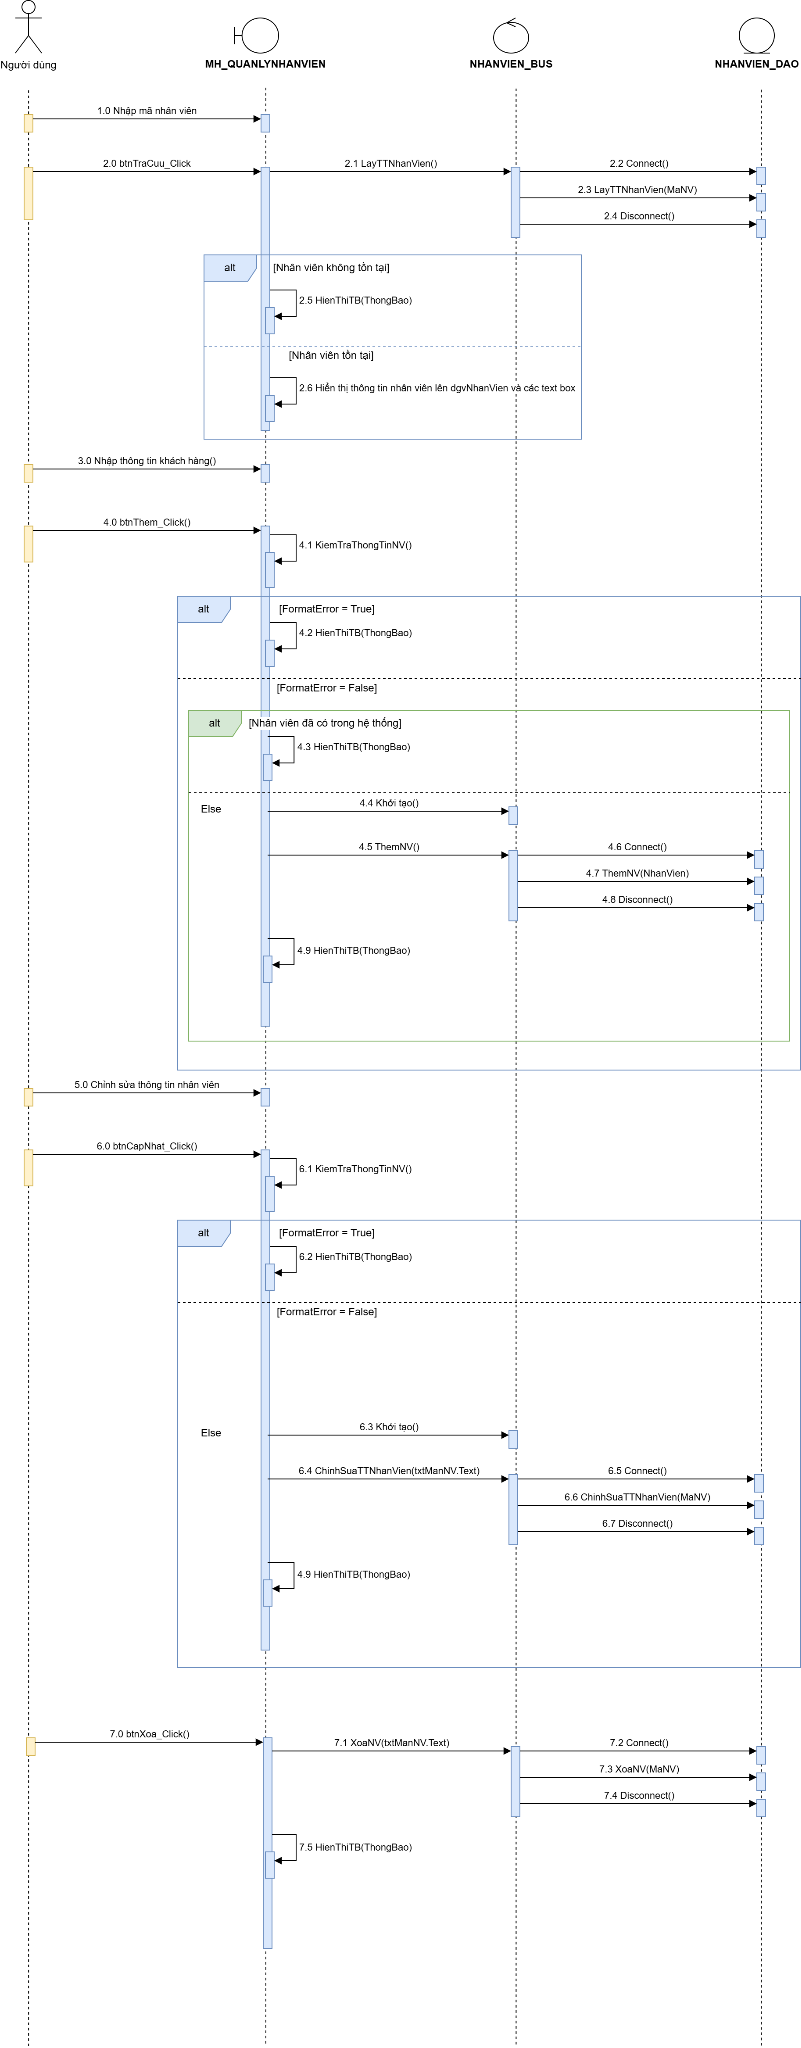 Người dùng
MH_QUANLYNHANVIEN
NHANVIEN_BUS
NHANVIEN_DAO
1.0 Nhập mã nhân viên
2.0 btnTraCuu_Click
2.1 LayTTNhanVien()
2.2 Connect()
2.3 LayTTNhanVien(MaNV)
2.4 Disconnect()
alt
[Nhân viên không tồn tại]
2.5 HienThiTB(ThongBao)
[Nhân viên tồn tại]
2.6 Hiển thị thông tin nhân viên lên dgvNhanVien và các text box
3.0 Nhập thông tin khách hàng()
4.0 btnThem_Click()
4.1 KiemTraThongTinNV()
alt
[FormatError = True]
4.2 HienThiTB(ThongBao)
[FormatError = False]
alt
[Nhân viên đã có trong hệ thống]
4.3 HienThiTB(ThongBao)
Else
4.4 Khởi tạo()
4.5 ThemNV()
4.6 Connect()
4.7 ThemNV(NhanVien)
4.8 Disconnect()
4.9 HienThiTB(ThongBao)
5.0 Chỉnh sửa thông tin nhân viên
6.0 btnCapNhat_Click()
6.1 KiemTraThongTinNV()
alt
[FormatError = True]
6.2 HienThiTB(ThongBao)
[FormatError = False]
Else
6.3 Khởi tạo()
6.4 ChinhSuaTTNhanVien(txtManNV.Text)
6.5 Connect()
6.6 ChinhSuaTTNhanVien(MaNV)
6.7 Disconnect()
4.9 HienThiTB(ThongBao)
7.0 btnXoa_Click()
7.1 XoaNV(txtManNV.Text)
7.2 Connect()
7.3 XoaNV(MaNV)
7.4 Disconnect()
7.5 HienThiTB(ThongBao)